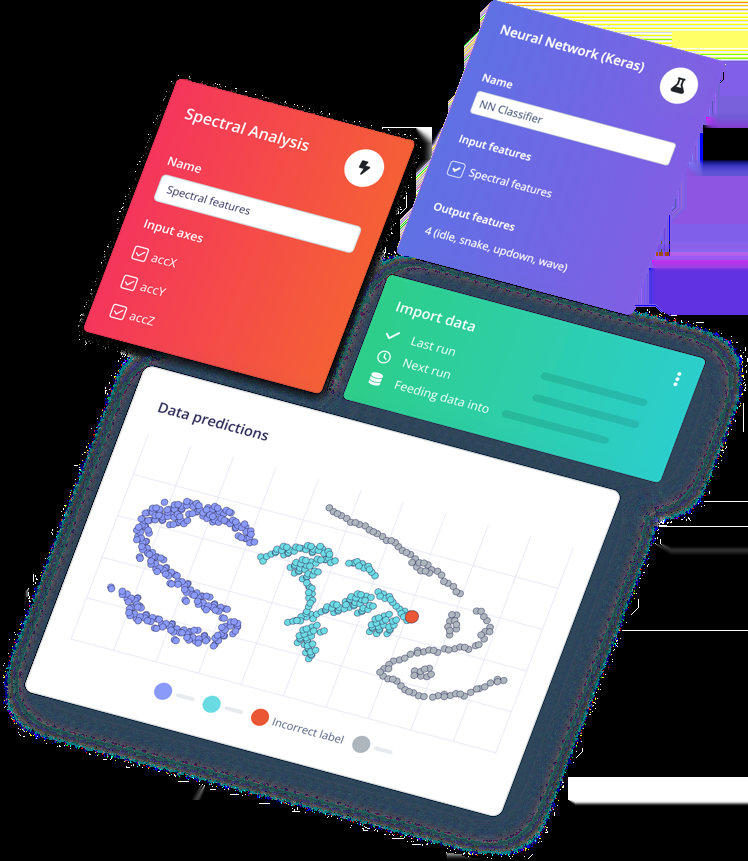 Neural Network (Keras)
Name
NN Classifier
Input features
Spectral features
Output features
4 (idle, snake, updown, wave)
Spectral Analysis
Name
Spectral features
Input axes
accX
accY
accZ
Import data
Last run
Next run
Feeding data into
Data predictions
Incorrect label